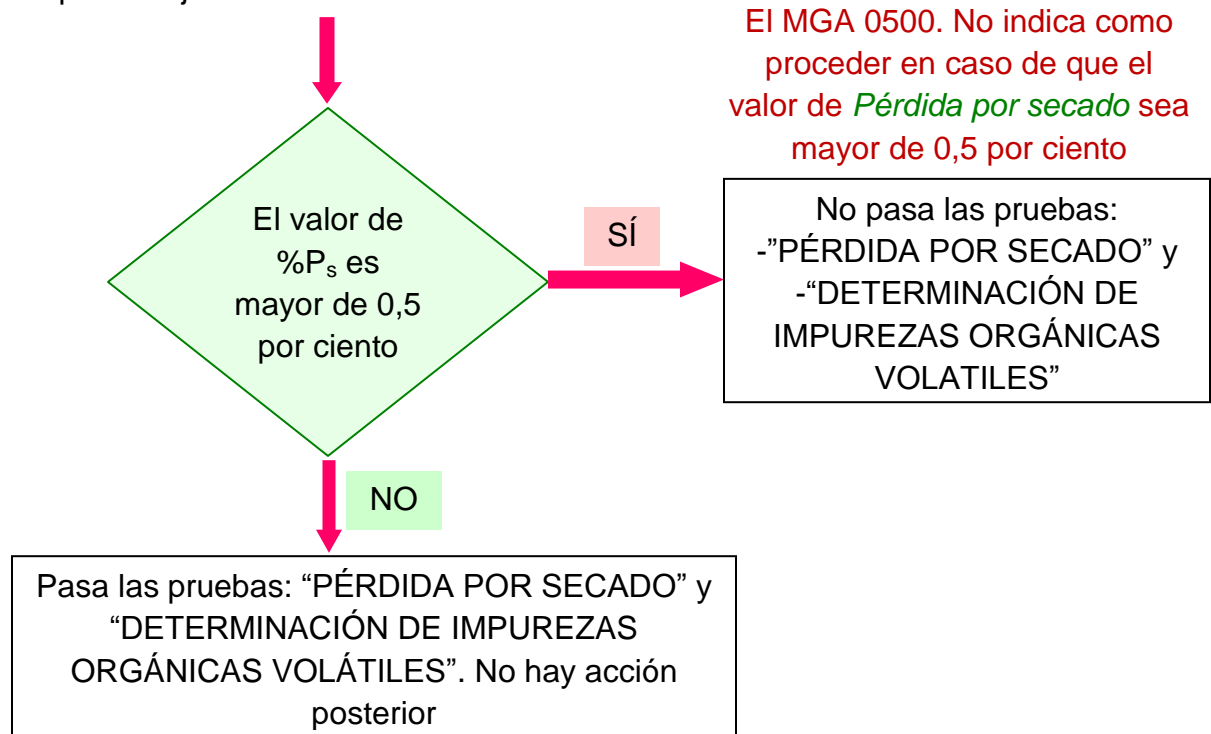 El MGA 0500. No indica como
proceder en caso de que el
valor de Pérdida por secado sea
mayor de 0,5 por ciento
El valor de
%Ps es
mayor de 0,5
por ciento
SÍ
No pasa las pruebas:
-"PÉRDIDA POR SECADO" y
-“DETERMINACIÓN DE
IMPUREZAS ORGÁNICAS
VOLATILES”
NO
Pasa las pruebas: “PÉRDIDA POR SECADO” y
“DETERMINACIÓN DE IMPUREZAS
ORGÁNICAS VOLÁTILES”. No hay acción
posterior